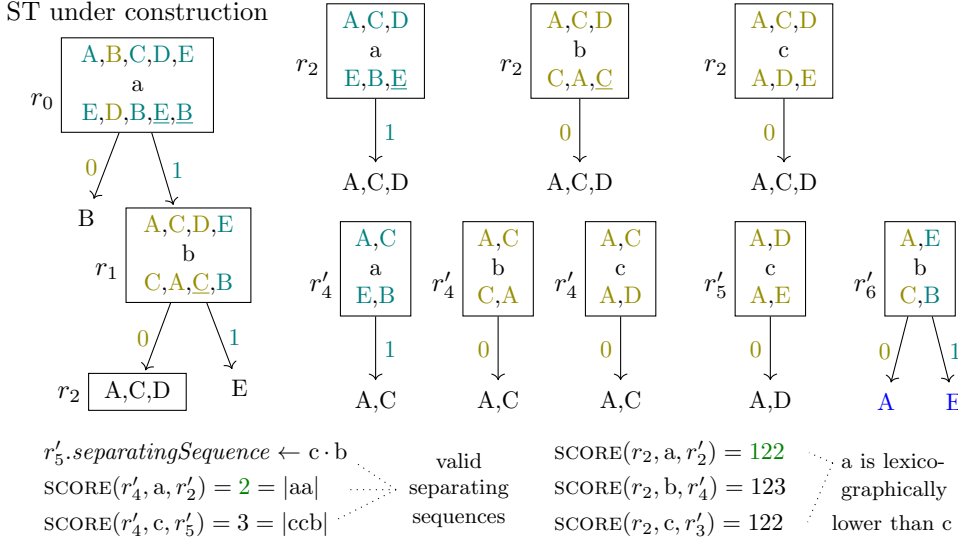 ST under construction
r₀
A,B,C,D,E
a
E,D,B,E,B
0
1
B
r₁
A,C,D,E
b
C,A,C,B
0
1
r₂
A,C,D
E
r₂
A,C,D
a
E,B,E
1
A,C,D
r₂
A,C,D
b
C,A,C
0
A,C,D
r₂
A,C,D
c
A,D,E
0
A,C,D
r′₄
A,C
a
E,B
1
A,C
r′₄
A,C
b
C,A
0
A,C
r′₄
A,C
c
A,D
0
A,C
r′₅
A,D
c
A,E
0
A,D
r′₆
A,E
b
C,B
0
1
A
E
r′₅.separatingSequence ← c · b
SCORE(r′₄, a, r′₂) = 2 = |aa|
SCORE(r′₄, c, r′₅) = 3 = |ccb|
valid
separating
sequences
SCORE(r₂, a, r′₂) = 122
SCORE(r₂, b, r′₄) = 123
SCORE(r₂, c, r′₃) = 122
a is lexico-
graphically
lower than c